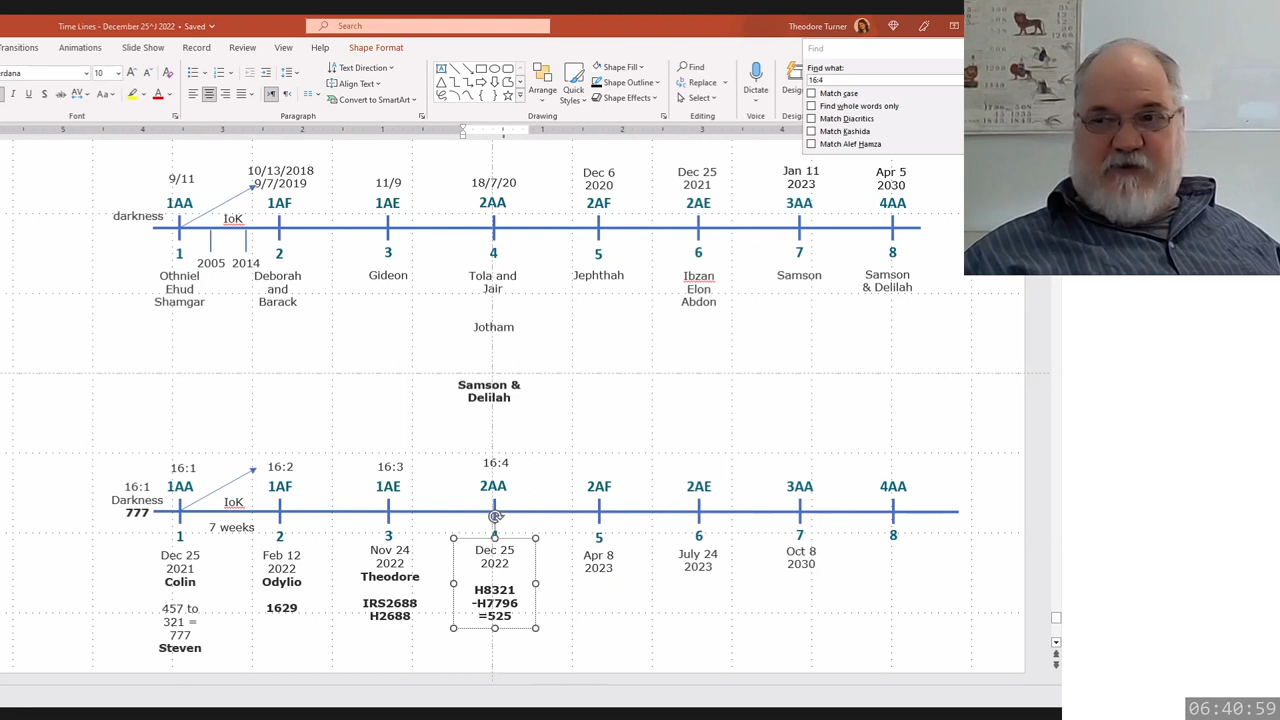 Time Lines - December 25^J 2022 • Saved
Search
Theodore Turner
Transitions Animations Slide Show Record Review View Help Shape Format
Text Direction
Align Text
Convert to SmartArt
Arrange
Quick Styles
Shape Fill
Shape Outline
Shape Effects
Find
Replace
Select
Dictate
Font Paragraph Drawing Editing Voice
Find
Find what:
16:4
Match case
Find whole words only
Match Diacritics
Match Kashida
Match Alef Hamza
5 4 3 2 1 1 2 3 4
9/11
10/13/2018
9/7/2019
11/9
18/7/20
Dec 6
2020
Dec 25
2021
Jan 11
2023
Apr 5
2030
1AA 1AF 1AE 2AA 2AF 2AE 3AA 4AA
darkness
IoK
1 2 3 4 5 6 7 8
2005 2014
Othniel
Ehud
Shamgar
Deborah
and
Barack
Gideon
Tola and
Jair
Jephthah
Ibzan
Elon
Abdon
Samson
Samson
& Delilah
Jotham
Samson &
Delilah
16:1 16:2 16:3 16:4
1AA 1AF 1AE 2AA 2AF 2AE 3AA 4AA
16:1
Darkness
777
IoK
7 weeks
1 2 3 4 5 6 7 8
Dec 25
2021
Colin
457 to
321 =
777
Steven
Feb 12
2022
Odylio
1629
Nov 24
2022
Theodore
IRS2688
H2688
Dec 25
2022
H8321
-H7796
=525
Apr 8
2023
July 24
2023
Oct 8
2030
06:40:59